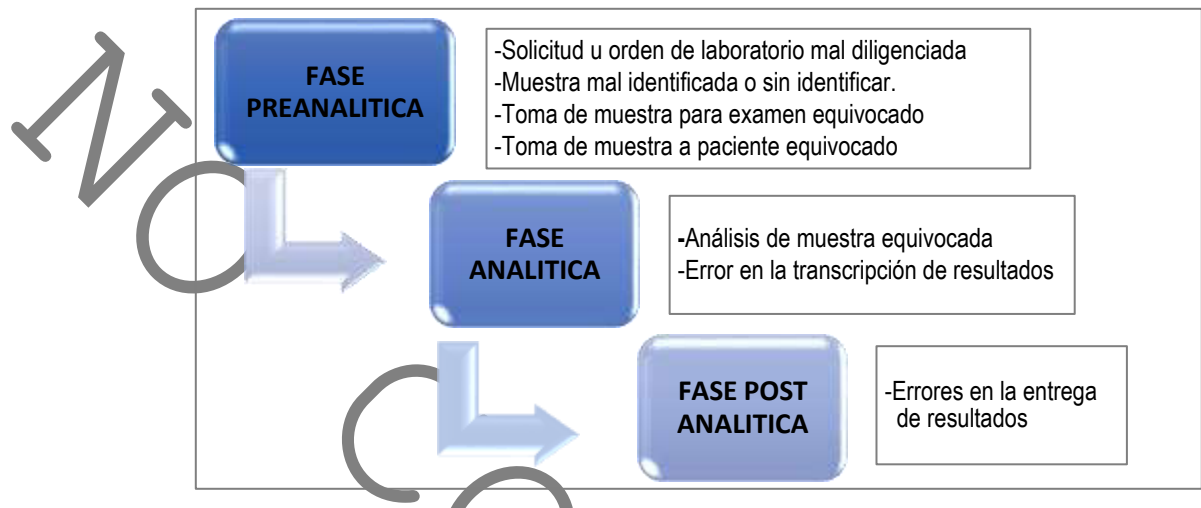 FASE
PREANALITICA
-Solicitud u orden de laboratorio mal diligenciada
-Muestra mal identificada o sin identificar.
-Toma de muestra para examen equivocado
-Toma de muestra a paciente equivocado
FASE
ANALITICA
-Análisis de muestra equivocada
-Error en la transcripción de resultados
FASE POST
ANALITICA
-Errores en la entrega
de resultados
NO
CO